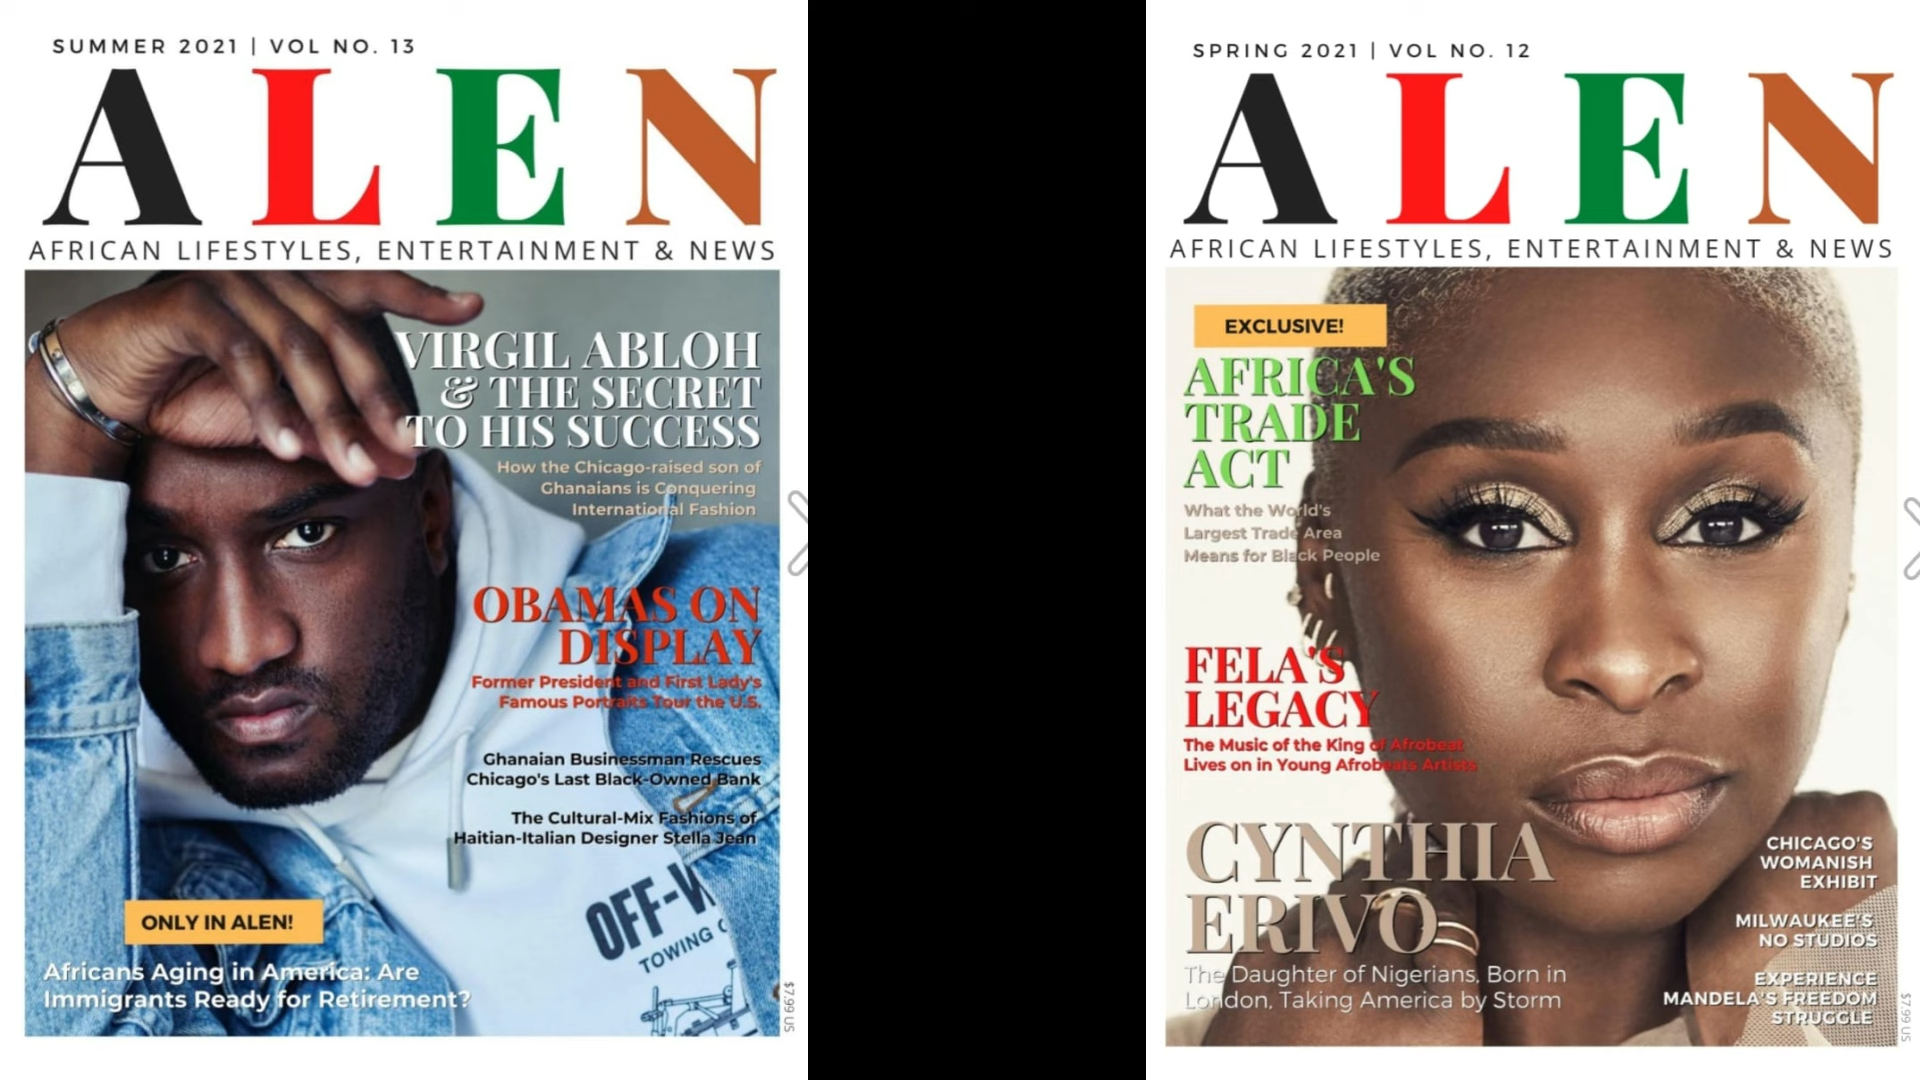 SUMMER 2021 | VOL NO. 13
ALEN
AFRICAN LIFESTYLES, ENTERTAINMENT & NEWS
VIRGIL ABLOH
& THE SECRET
TO HIS SUCCESS
How the Chicago-raised son of
Ghanaians is Conquering
International Fashion
OBAMAS ON
DISPLAY
Former President and First Lady's
Famous Portraits Tour the U.S.
Ghanaian Businessman Rescues
Chicago's Last Black-Owned Bank
The Cultural-Mix Fashions of
Haitian-Italian Designer Stella Jean
OFF-W
TOWING C
ONLY IN ALEN!
Africans Aging in America: Are
Immigrants Ready for Retirement?
$7.99 US
SPRING 2021 | VOL NO. 12
ALEN
AFRICAN LIFESTYLES, ENTERTAINMENT & NEWS
EXCLUSIVE!
AFRICA'S
TRADE
ACT
What the World's
Largest Trade Area
Means for Black People
FELA'S
LEGACY
The Music of the King of Afrobeat
Lives on in Young Afrobeats Artists
CYNTHIA
ERIVO
The Daughter of Nigerians, Born in
London, Taking America by Storm
CHICAGO'S
WOMANISH
EXHIBIT
MILWAUKEE'S
NO STUDIOS
EXPERIENCE
MANDELA'S FREEDOM
STRUGGLE
$7.99 US